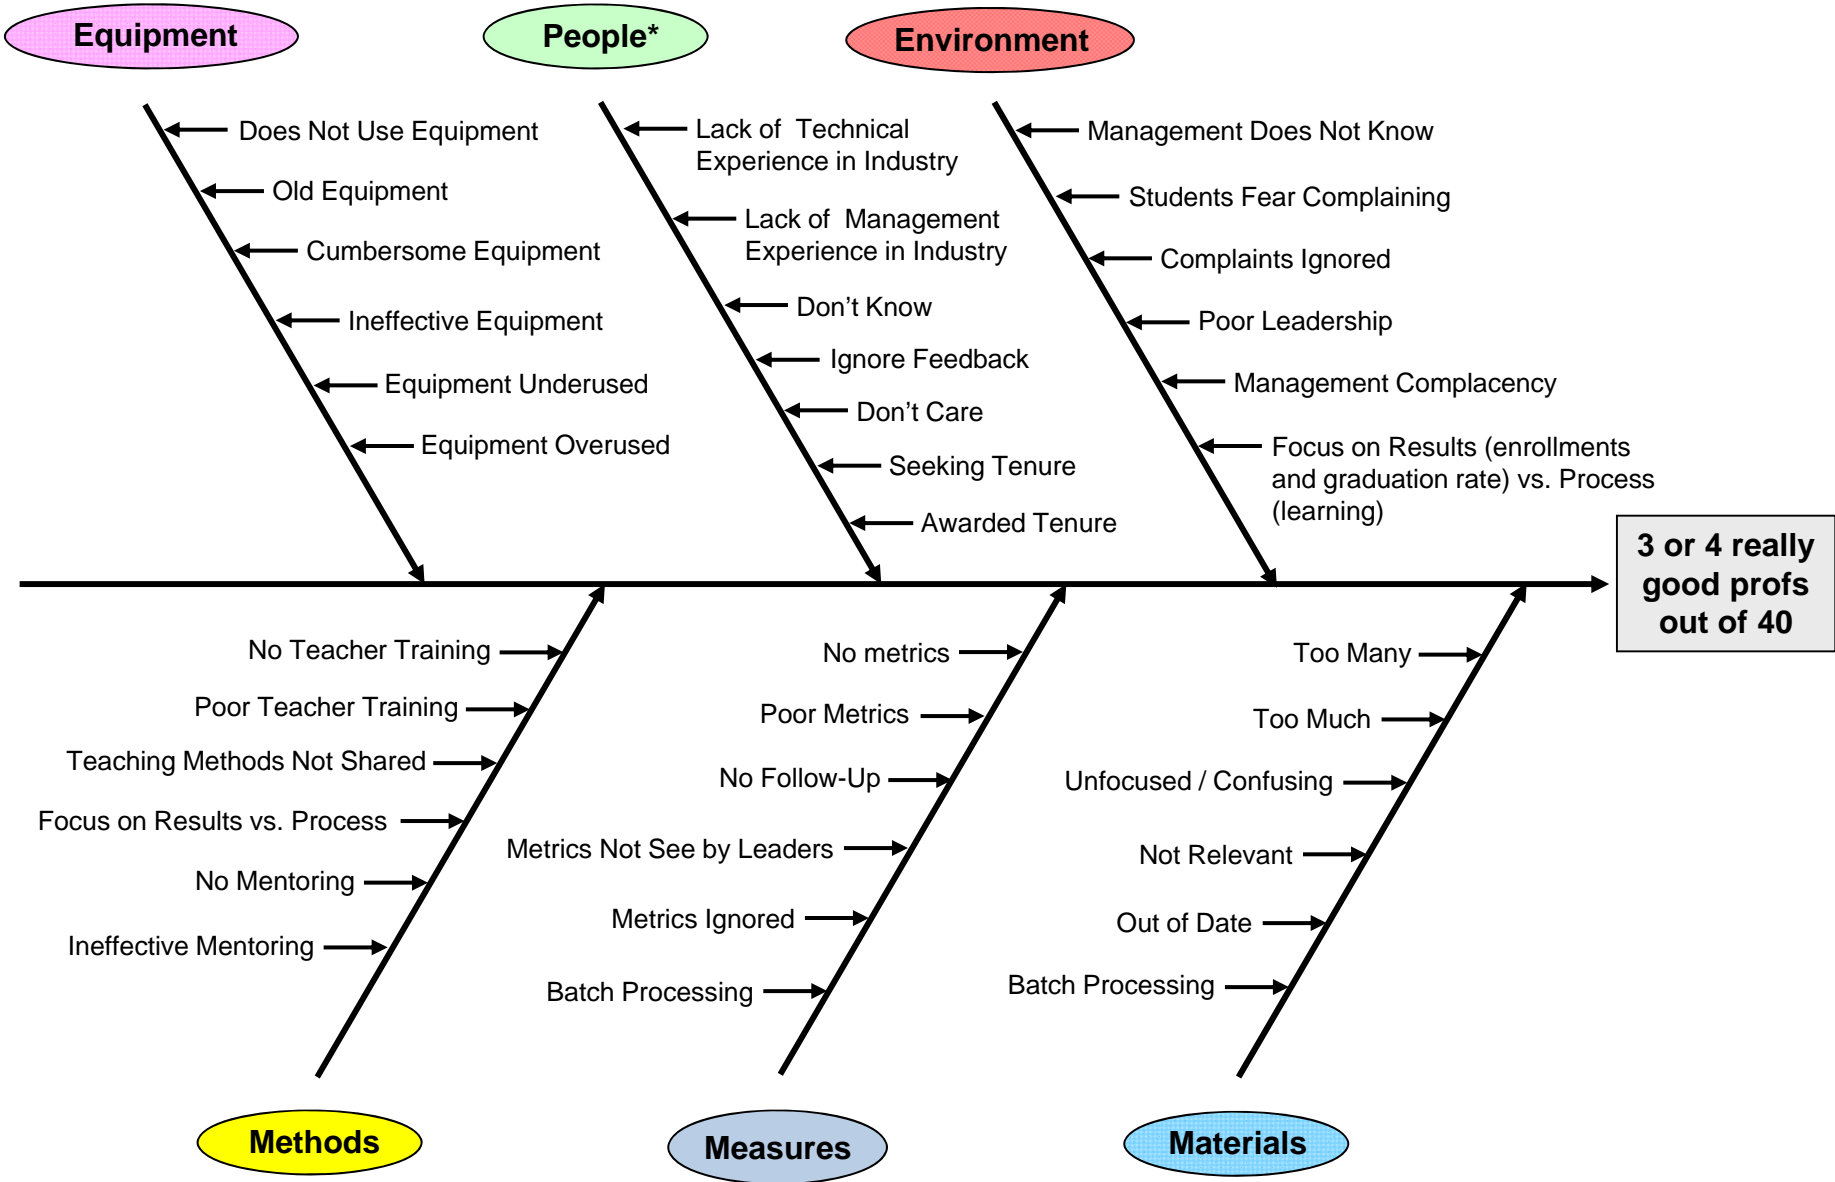 Equipment
People*
Environment
Does Not Use Equipment
Old Equipment
Cumbersome Equipment
Ineffective Equipment
Equipment Underused
Equipment Overused
Lack of  Technical
Experience in Industry
Lack of  Management
Experience in Industry
Don’t Know
Ignore Feedback
Don’t Care
Seeking Tenure
Awarded Tenure
Management Does Not Know
Students Fear Complaining
Complaints Ignored
Poor Leadership
Management Complacency
Focus on Results (enrollments
and graduation rate) vs. Process
(learning)
3 or 4 really
good profs
out of 40
No Teacher Training
Poor Teacher Training
Teaching Methods Not Shared
Focus on Results vs. Process
No Mentoring
Ineffective Mentoring
No metrics
Poor Metrics
No Follow-Up
Metrics Not See by Leaders
Metrics Ignored
Batch Processing
Too Many
Too Much
Unfocused / Confusing
Not Relevant
Out of Date
Batch Processing
Methods
Measures
Materials